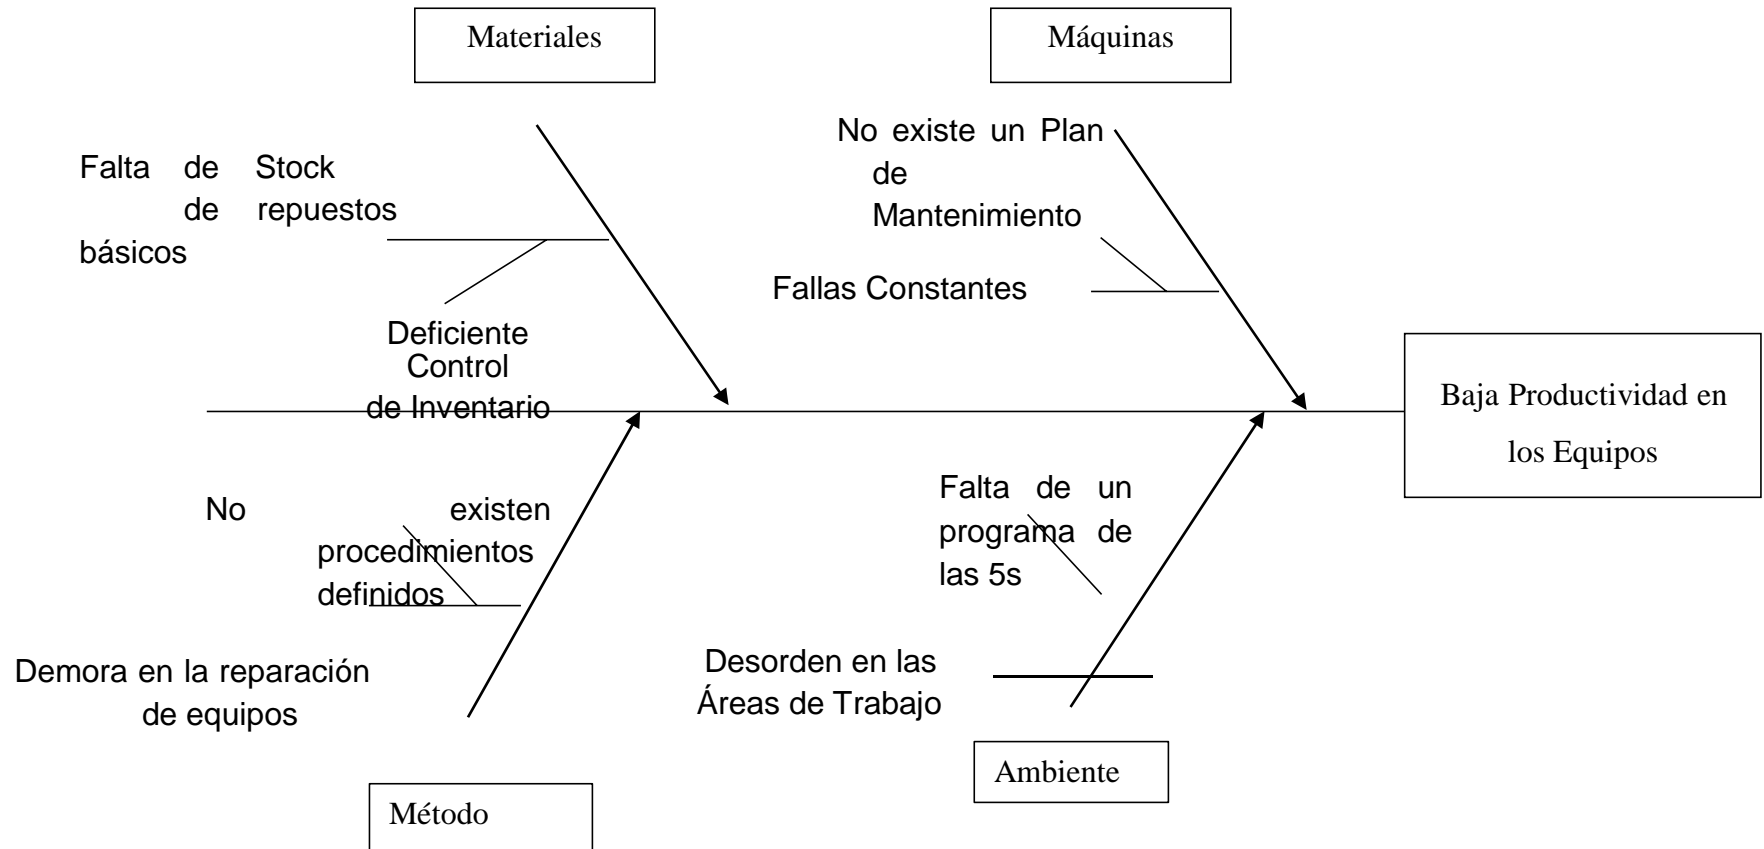 Materiales
Máquinas
No existe un Plan
de
Mantenimiento
Falta de Stock
de repuestos
básicos
Fallas Constantes
Deficiente
Control
de Inventario
Baja Productividad en
los Equipos
No existen
procedimientos
definidos
Falta de un
programa de
las 5s
Demora en la reparación
de equipos
Desorden en las
Áreas de Trabajo
Ambiente
Método